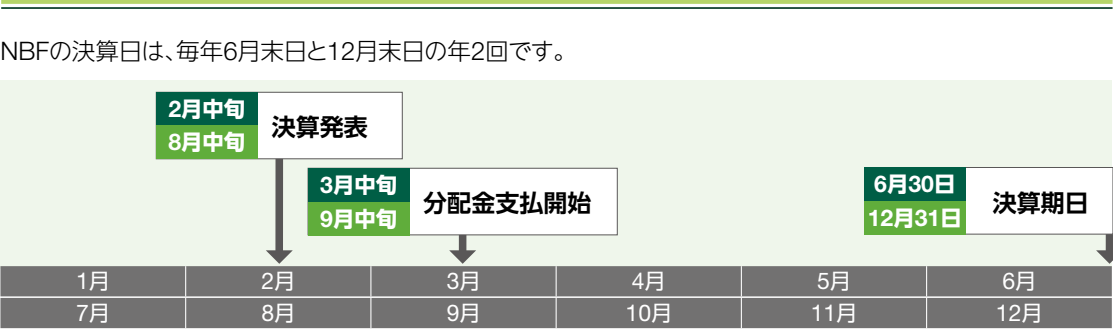 NBFの決算日は、毎年6月末日と12月末日の年2回です。
2月中旬
8月中旬
決算発表
3月中旬
9月中旬
分配金支払開始
6月30日
12月31日
決算期日
1月 2月 3月 4月 5月 6月
7月 8月 9月 10月 11月 12月